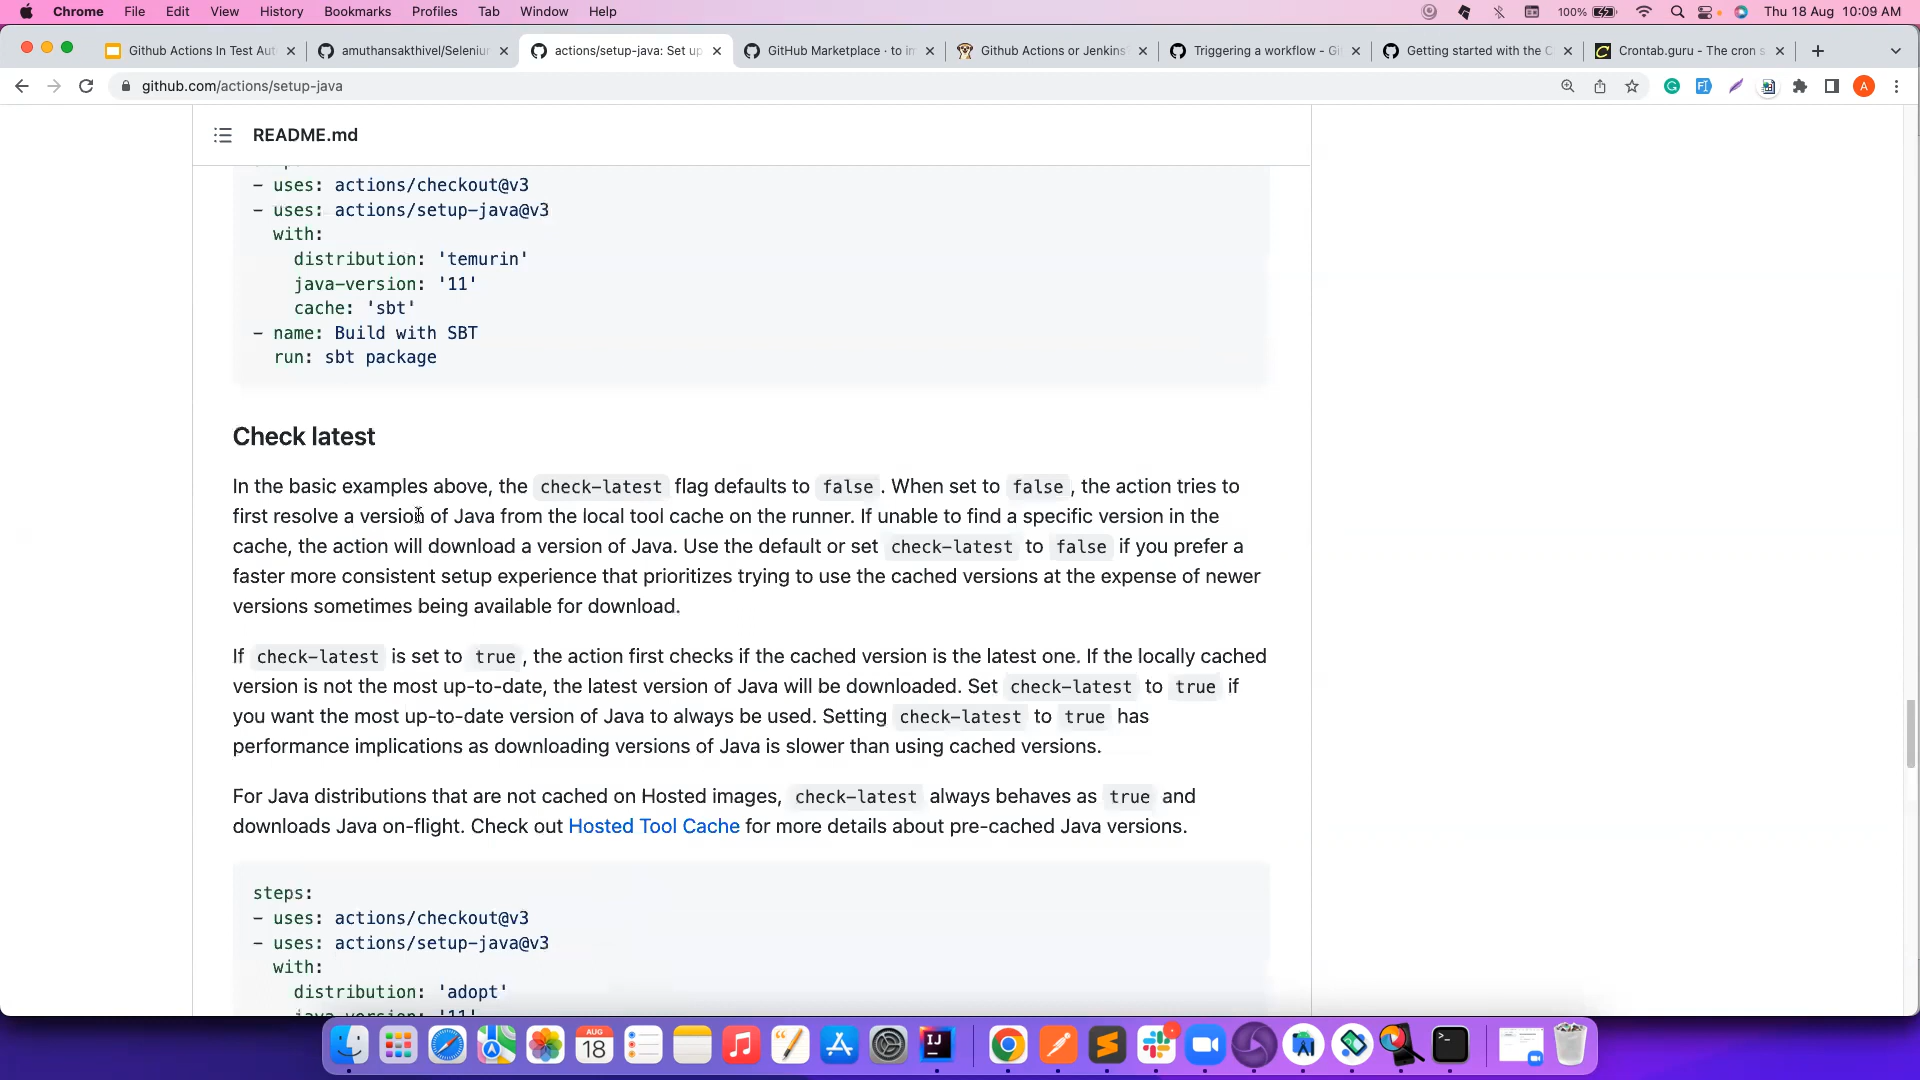 Chrome File Edit View History Bookmarks Profiles Tab Window Help 100% Thu 18 Aug 10:09 AM
Github Actions In Test Aut amuthansakthivel/Seleniu actions/setup-java: Set up GitHub Marketplace · to im Github Actions or Jenkins Triggering a workflow - Gi Getting started with the C Crontab.guru - The cron s
github.com/actions/setup-java A
README.md
- uses: actions/checkout@v3
- uses: actions/setup-java@v3
with:
distribution: 'temurin'
java-version: '11'
cache: 'sbt'
- name: Build with SBT
run: sbt package
Check latest
In the basic examples above, the check-latest flag defaults to false. When set to false, the action tries to
first resolve a version of Java from the local tool cache on the runner. If unable to find a specific version in the
cache, the action will download a version of Java. Use the default or set check-latest to false if you prefer a
faster more consistent setup experience that prioritizes trying to use the cached versions at the expense of newer
versions sometimes being available for download.
If check-latest is set to true, the action first checks if the cached version is the latest one. If the locally cached
version is not the most up-to-date, the latest version of Java will be downloaded. Set check-latest to true if
you want the most up-to-date version of Java to always be used. Setting check-latest to true has
performance implications as downloading versions of Java is slower than using cached versions.
For Java distributions that are not cached on Hosted images, check-latest always behaves as true and
downloads Java on-flight. Check out Hosted Tool Cache for more details about pre-cached Java versions.
steps:
- uses: actions/checkout@v3
- uses: actions/setup-java@v3
with:
distribution: 'adopt'
java-version: '11'
AUG
18
IJ